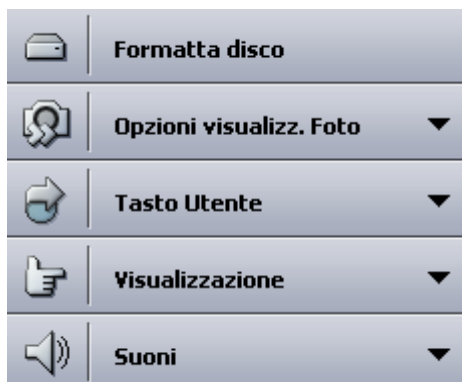 Formatta disco
Opzioni visualizz. Foto
Tasto Utente
Visualizzazione
Suoni